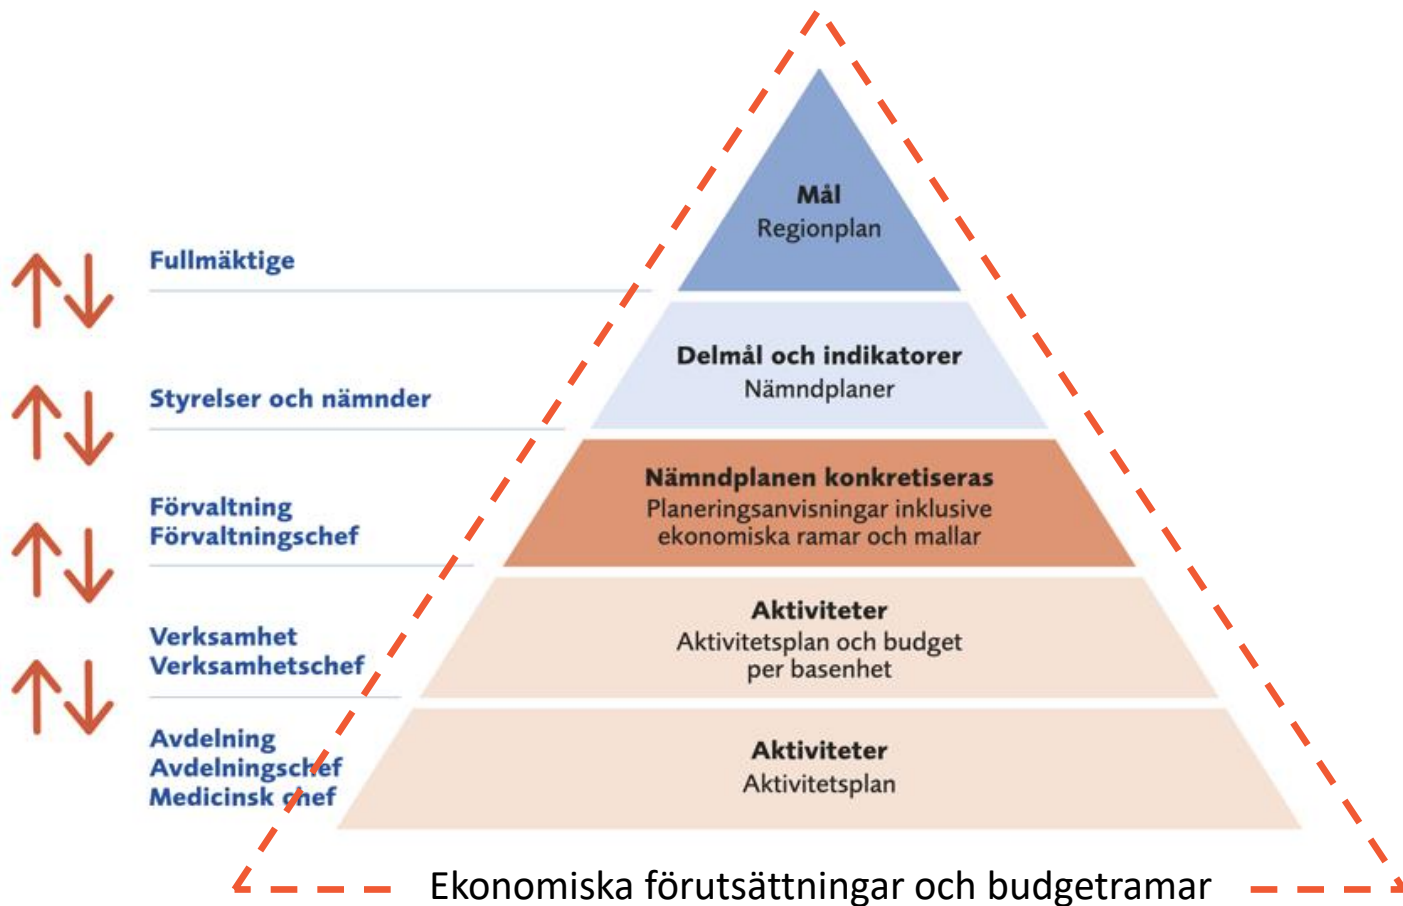 Mål
Regionplan
Fullmäktige
Delmål och indikatorer
Nämndplaner
Styrelser och nämnder
Nämndplanen konkretiseras
Planeringsanvisningar inklusive
ekonomiska ramar och mallar
Förvaltning
Förvaltningschef
Aktiviteter
Aktivitetsplan och budget
per basenhet
Verksamhet
Verksamhetschef
Aktiviteter
Aktivitetsplan
Avdelning
Avdelningschef
Medicinsk chef
Ekonomiska förutsättningar och budgetramar